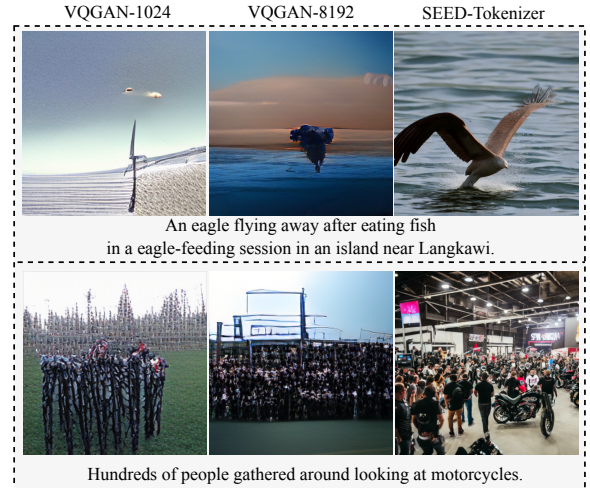 VQGAN-1024 VQGAN-8192 SEED-Tokenizer
An eagle flying away after eating fish
in a eagle-feeding session in an island near Langkawi.
Hundreds of people gathered around looking at motorcycles.